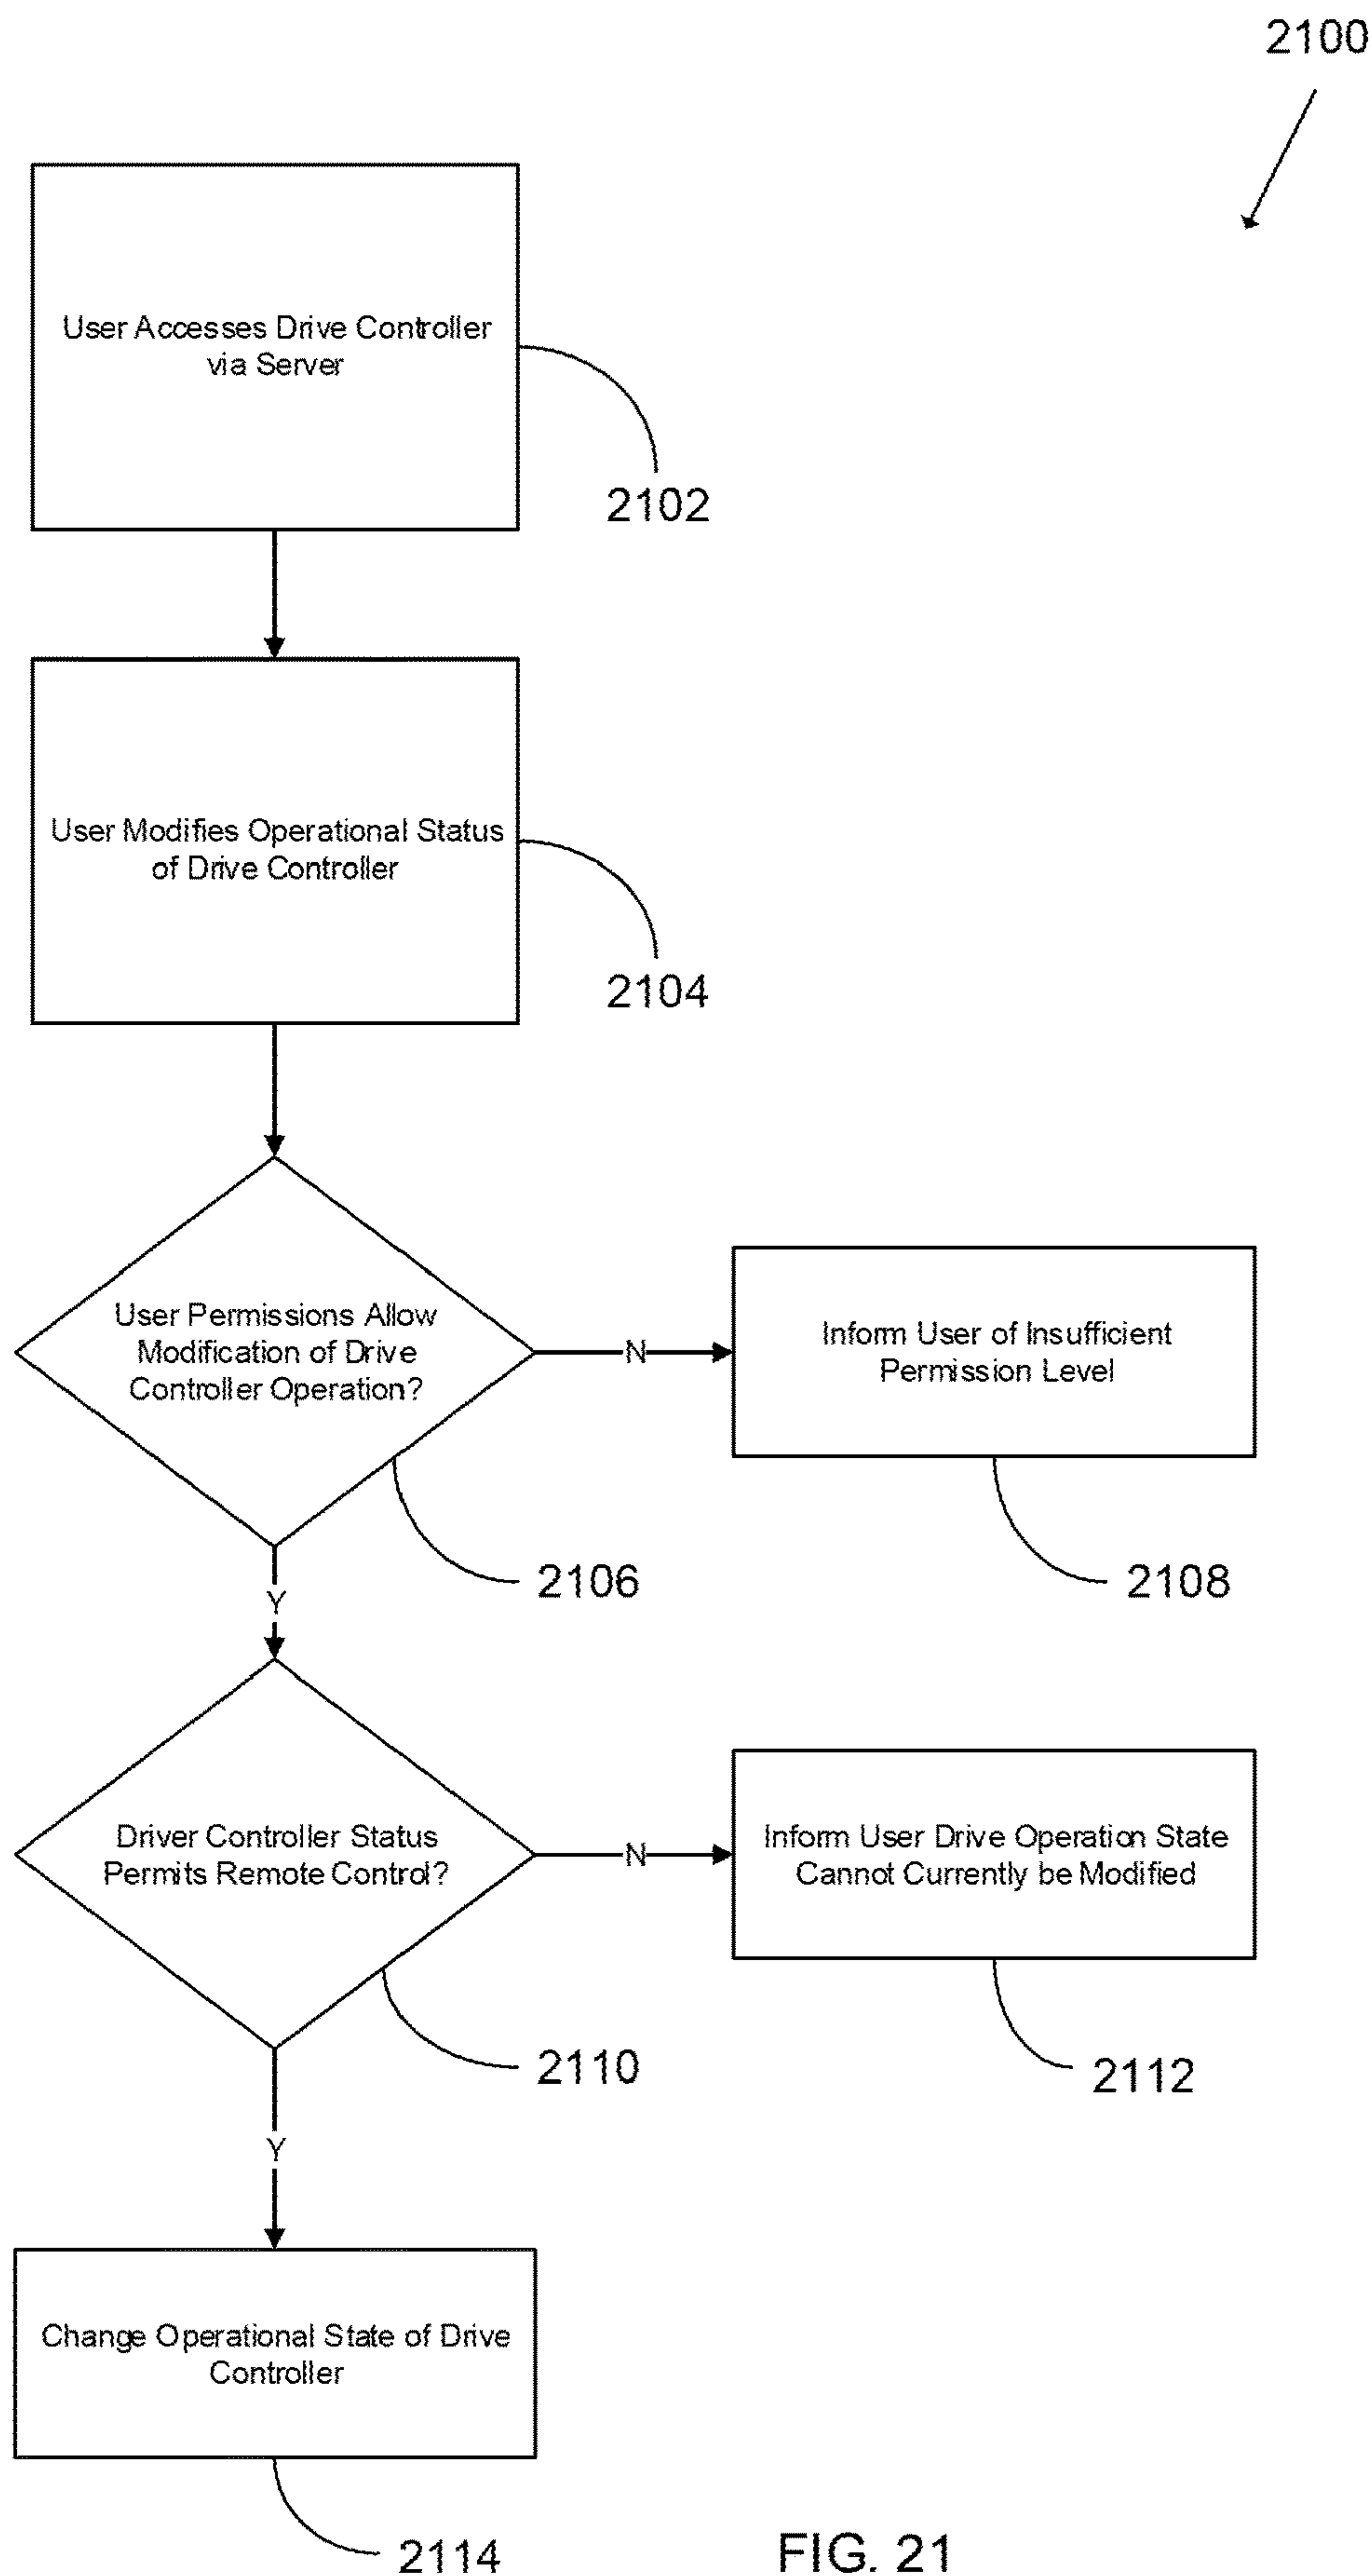 2100
User Accesses Drive Controller
via Server
2102
User Modifies Operational Status
of Drive Controller
2104
User Permissions Allow
Modification of Drive
Controller Operation?
N
Inform User of Insufficient
Permission Level
2106
2108
Y
Driver Controller Status
Permits Remote Control?
N
Inform User Drive Operation State
Cannot Currently be Modified
2110
2112
Y
Change Operational State of Drive
Controller
2114
FIG. 21